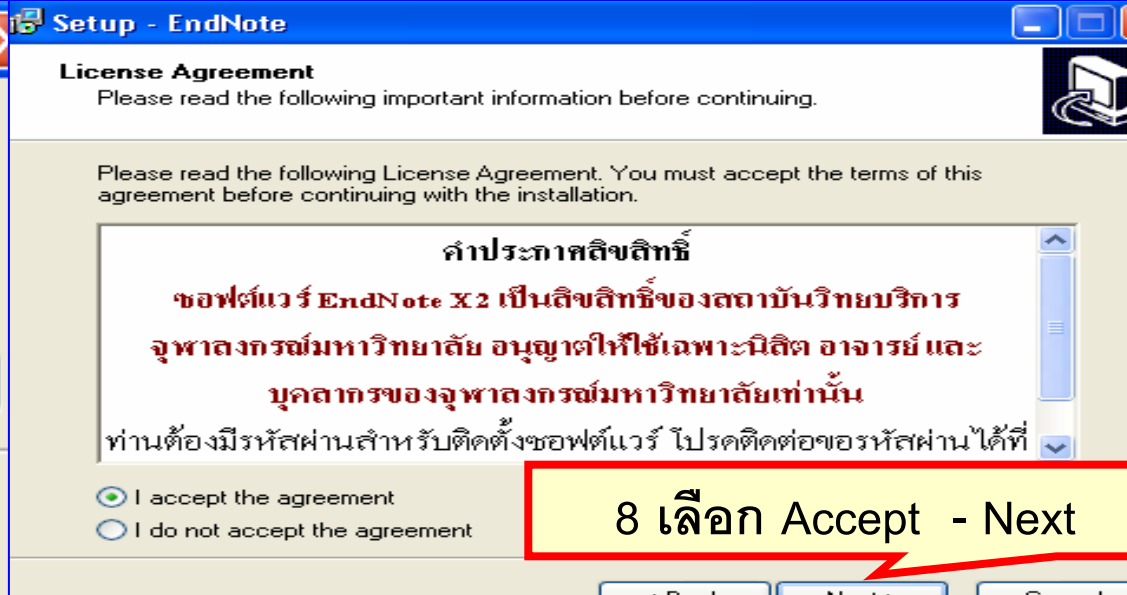 Setup - EndNote
License Agreement
Please read the following important information before continuing.
Please read the following License Agreement. You must accept the terms of this
agreement before continuing with the installation.
คำประกาศลิขสิทธิ์
ซอฟต์แวร์ EndNote X2 เป็นลิขสิทธิ์ของสถาบันวิทยบริการ
จุฬาลงกรณ์มหาวิทยาลัย อนุญาตให้ใช้เฉพาะนิสิต อาจารย์ และ
บุคลากรของจุฬาลงกรณ์มหาวิทยาลัยเท่านั้น
ท่านต้องมีรหัสผ่านสำหรับติดตั้งซอฟต์แวร์ โปรดติดต่อขอรหัสผ่านได้ที่
I accept the agreement
I do not accept the agreement
8 เลือก Accept - Next